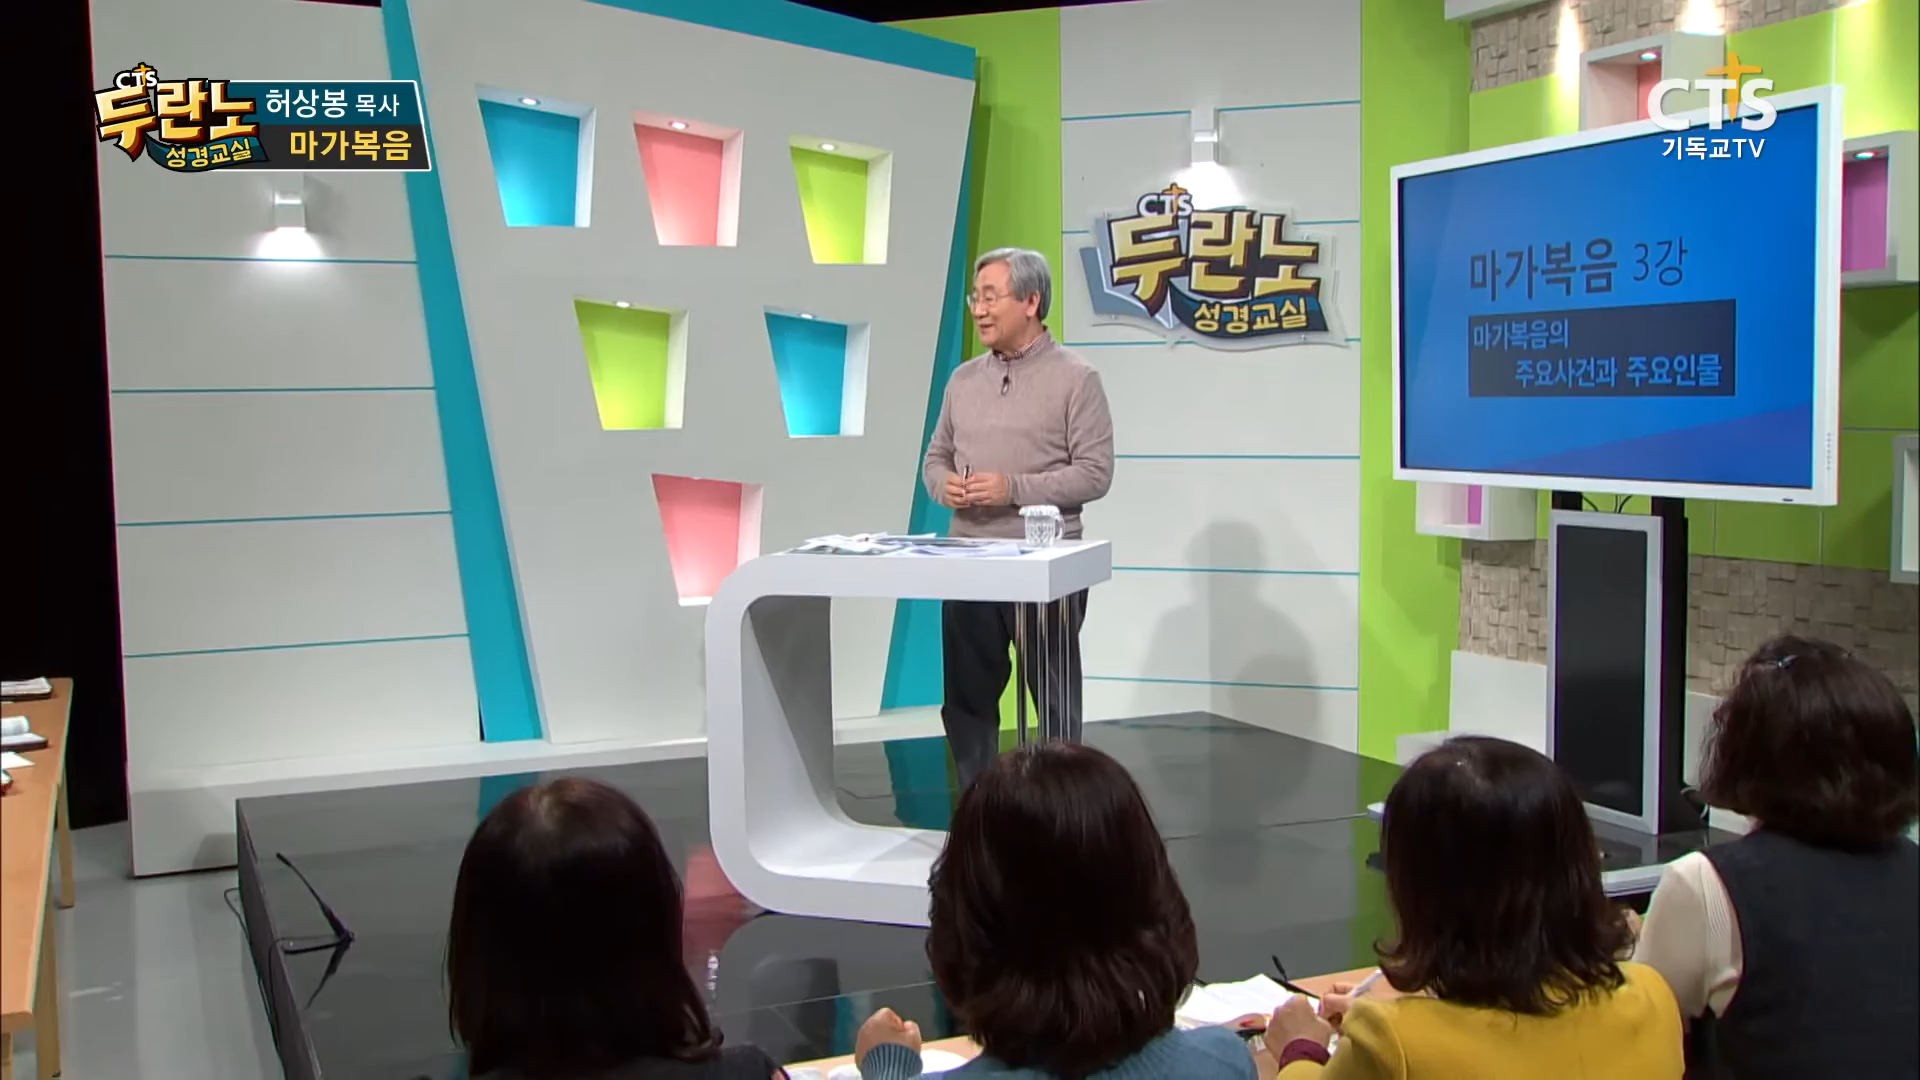 CTS
두란노
성경교실
허상봉 목사
마가복음
CTS
기독교TV
CTS
두란노
성경교실
마가복음 3강
마가복음의
주요사건과 주요인물